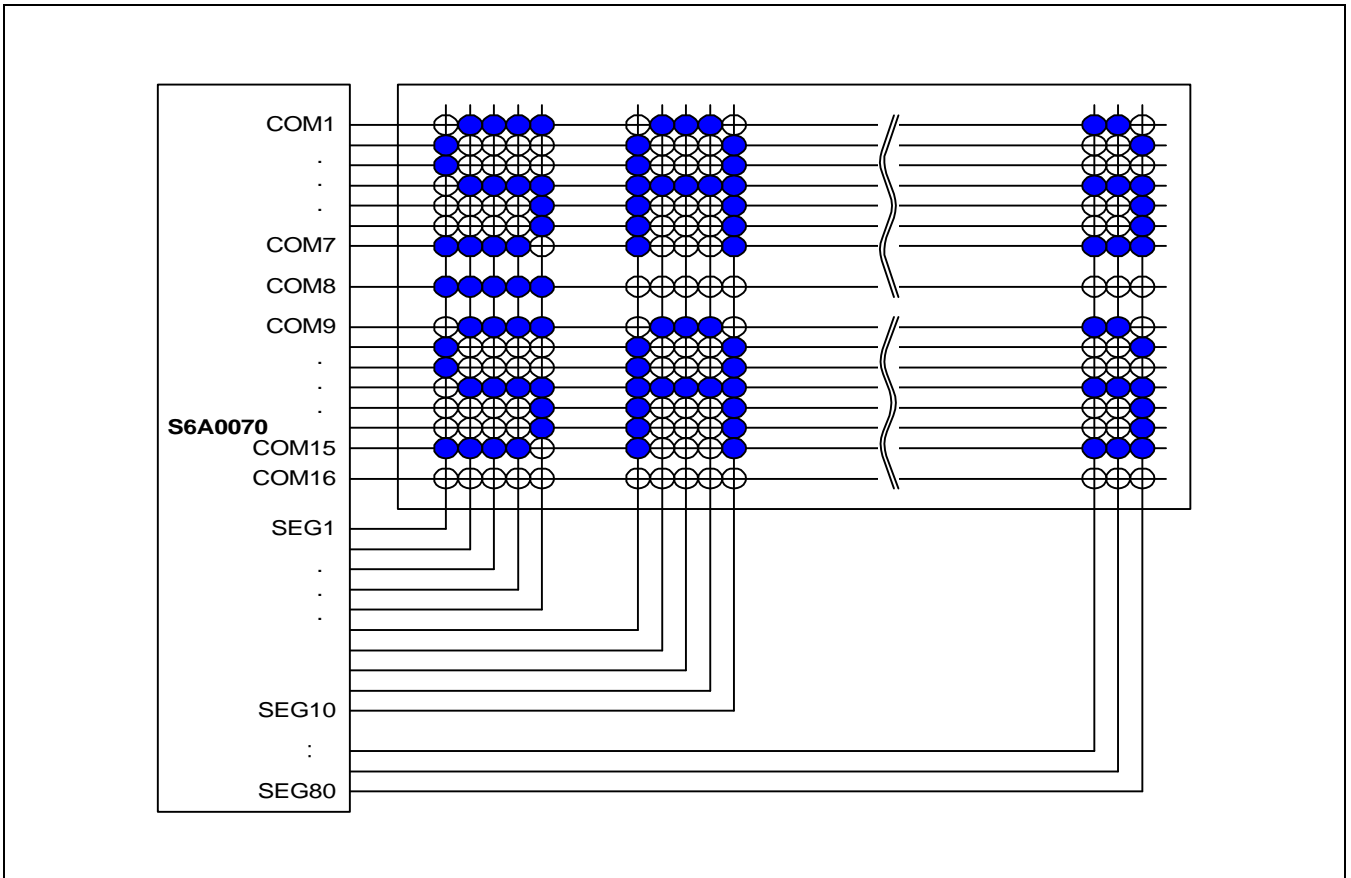 COM1
.
.
.
COM7
COM8
COM9
.
.
.
S6A0070
COM15
COM16
SEG1
.
.
.
SEG10
:
SEG80